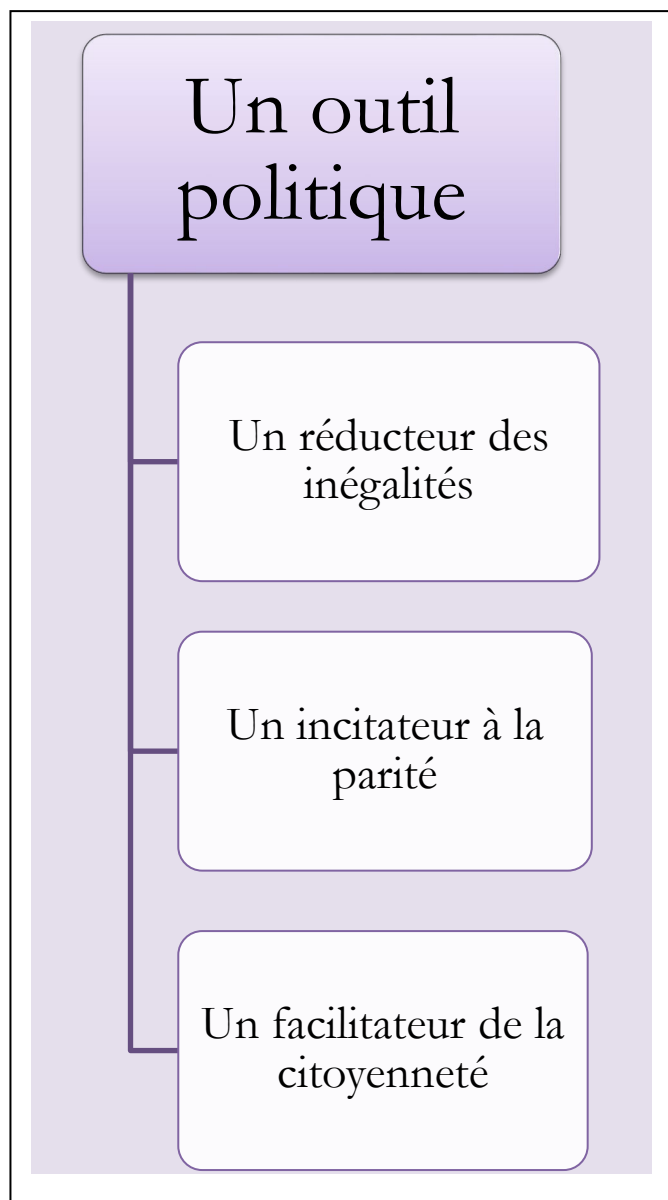 Un outil
politique
Un réducteur des
inégalités
Un incitateur à la
parité
Un facilitateur de la
citoyenneté